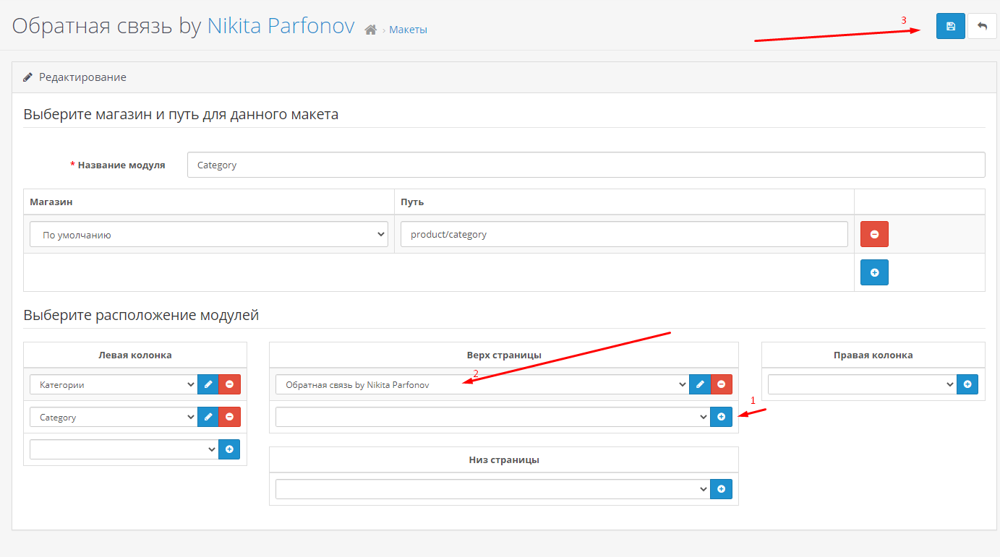 Обратная связь by Nikita Parfonov › Макеты
3
Редактирование
Выберите магазин и путь для данного макета
* Название модуля Category
Магазин Путь
По умолчанию product/category
Выберите расположение модулей
Левая колонка
Категории
Category
Верх страницы
2
Обратная связь by Nikita Parfonov
1
Низ страницы
Правая колонка